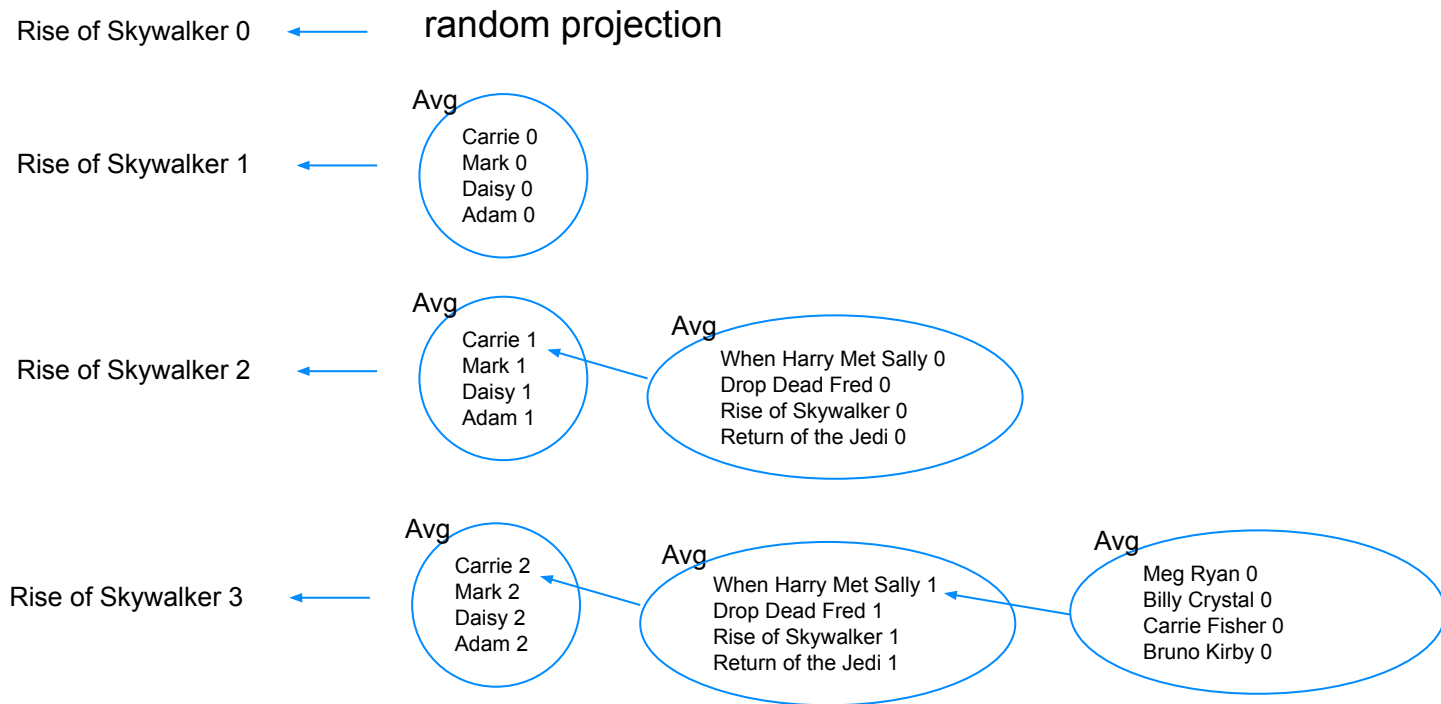 Rise of Skywalker 0
random projection
Rise of Skywalker 1
Avg
Carrie 0
Mark 0
Daisy 0
Adam 0
Rise of Skywalker 2
Avg
Carrie 1
Mark 1
Daisy 1
Adam 1
Avg
When Harry Met Sally 0
Drop Dead Fred 0
Rise of Skywalker 0
Return of the Jedi 0
Rise of Skywalker 3
Avg
Carrie 2
Mark 2
Daisy 2
Adam 2
Avg
When Harry Met Sally 1
Drop Dead Fred 1
Rise of Skywalker 1
Return of the Jedi 1
Avg
Meg Ryan 0
Billy Crystal 0
Carrie Fisher 0
Bruno Kirby 0